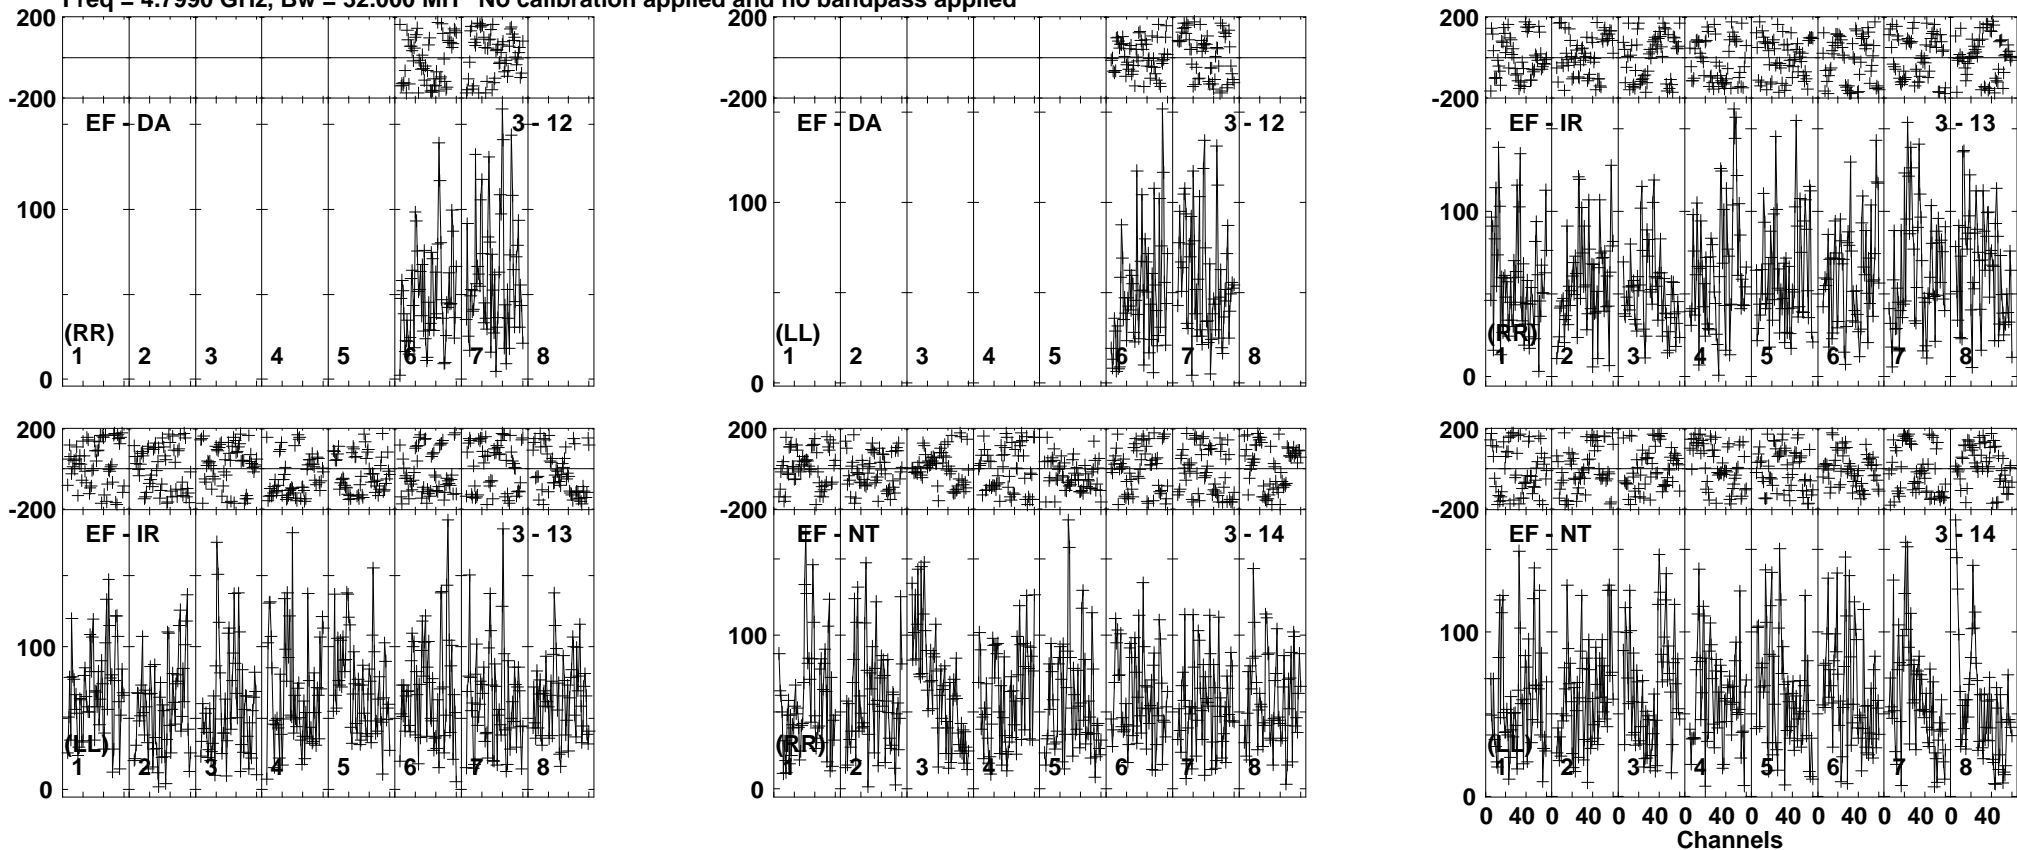 Freq = 4.7990 GHz, Bw = 32.000 MH No calibration applied and no bandpass applied
200 200 200
-200 -200 -200
EF - DA 3 - 12 EF - DA 3 - 12 EF - IR 3 - 13
100 100 100
(RR) (LL) (RR)
1 2 3 4 5 6 7 8 1 2 3 4 5 6 7 8 1 2 3 4 5 6 7 8
0 0 0
200 200 200
-200 -200 -200
EF - IR 3 - 13 EF - NT 3 - 14 EF - NT 3 - 14
100 100 100
(LL) (RR) (LL)
1 2 3 4 5 6 7 8 1 2 3 4 5 6 7 8 1 2 3 4 5 6 7 8
0 0 0
0 40 0 40 0 40 0 40 0 40 0 40 0 40 0 40
Channels